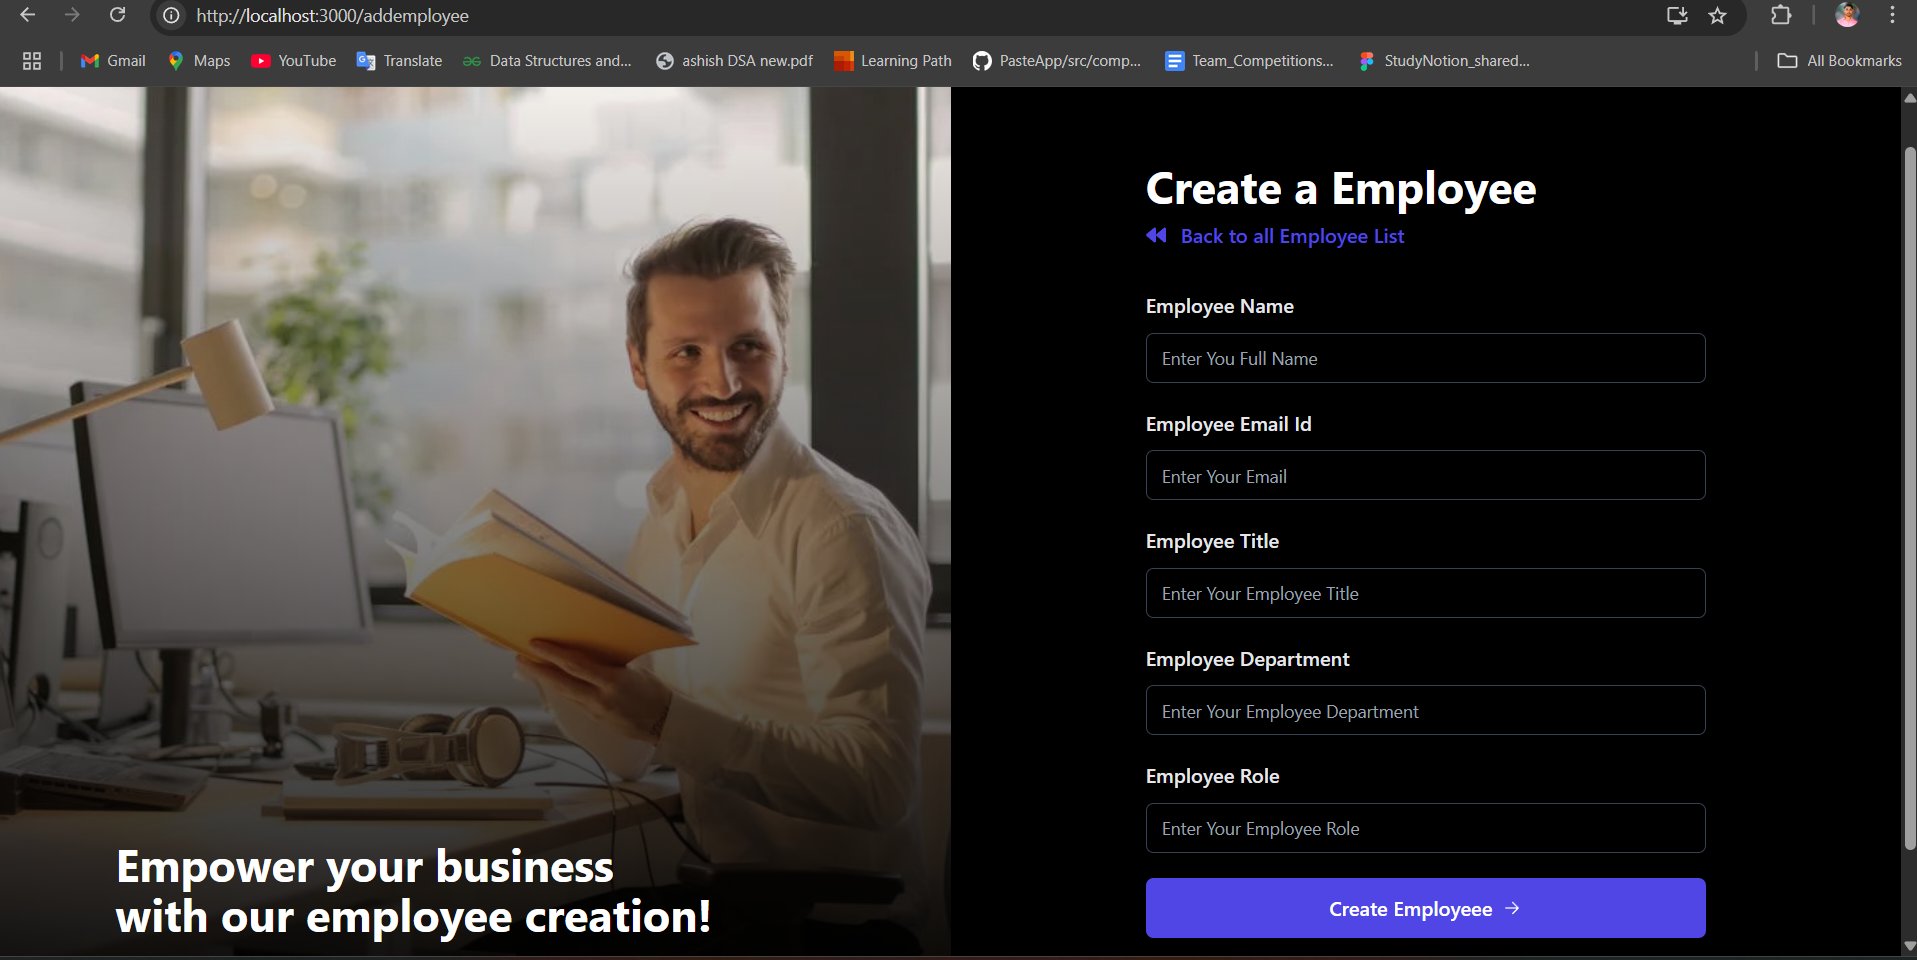 http://localhost:3000/addemployee
Gmail
Maps
YouTube
Translate
Data Structures and...
ashish DSA new.pdf
Learning Path
PasteApp/src/comp...
Team_Competitions...
StudyNotion_shared...
All Bookmarks
Empower your business
with our employee creation!
Create a Employee
Back to all Employee List
Employee Name
Enter You Full Name
Employee Email Id
Enter Your Email
Employee Title
Enter Your Employee Title
Employee Department
Enter Your Employee Department
Employee Role
Enter Your Employee Role
Create Employeee →